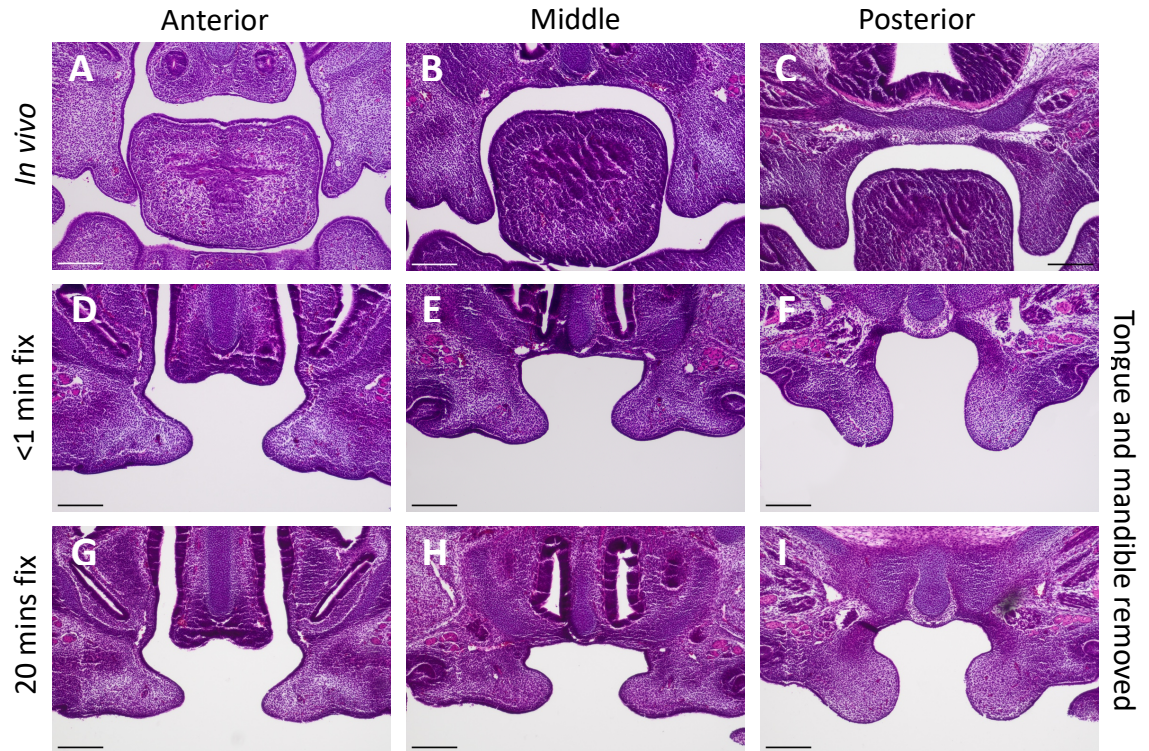 Anterior
Middle
Posterior
In vivo
A
B
C
<1 min fix
D
E
F
20 mins fix
G
H
I
Tongue and mandible removed